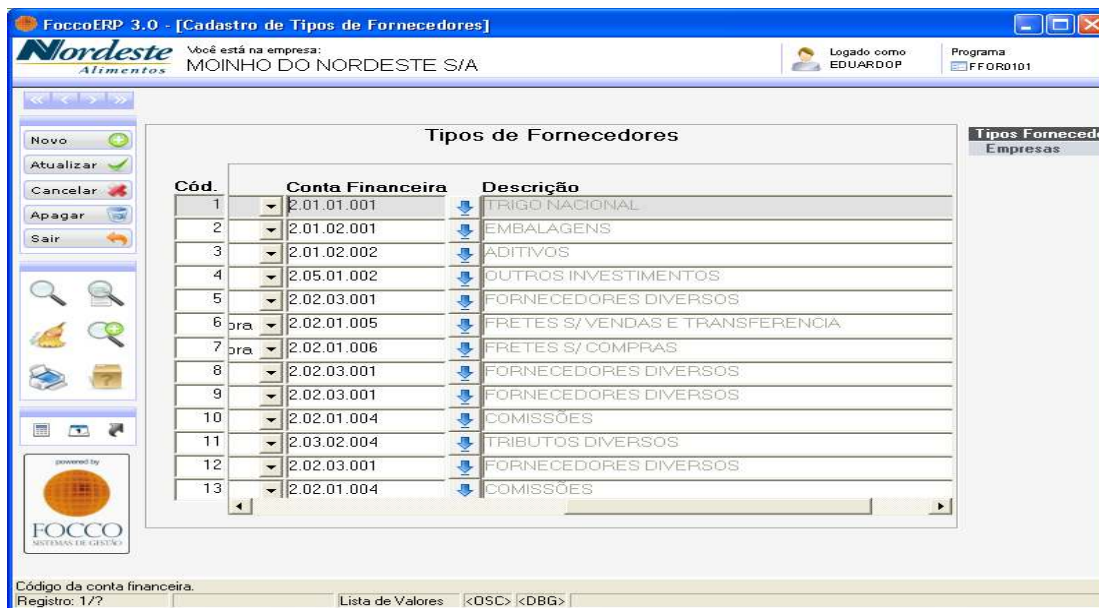 FoccoERP 3.0 - [Cadastro de Tipos de Fornecedores]
Nordeste Alimentos
Você está na empresa:
MOINHO DO NORDESTE S/A
Logado como
EDUARDOP
Programa
FFOR0101
Novo
Atualizar
Cancelar
Apagar
Sair
Tipos de Fornecedores
Cód. Conta Financeira Descrição
1 2.01.01.001 TRIGO NACIONAL
2 2.01.02.001 EMBALAGENS
3 2.01.02.002 ADITIVOS
4 2.05.01.002 OUTROS INVESTIMENTOS
5 2.02.03.001 FORNECEDORES DIVERSOS
6 ora 2.02.01.005 FRETES S/ VENDAS E TRANSFERENCIA
7 ora 2.02.01.006 FRETES S/ COMPRAS
8 2.02.03.001 FORNECEDORES DIVERSOS
9 2.02.03.001 FORNECEDORES DIVERSOS
10 2.02.01.004 COMISSÕES
11 2.03.02.004 TRIBUTOS DIVERSOS
12 2.02.03.001 FORNECEDORES DIVERSOS
13 2.02.01.004 COMISSÕES
Tipos Fornecedo
Empresas
powered by
FOCCO
SISTEMAS DE GESTÃO
Código da conta financeira.
Registro: 1/? Lista de Valores <OSC> <DBG>